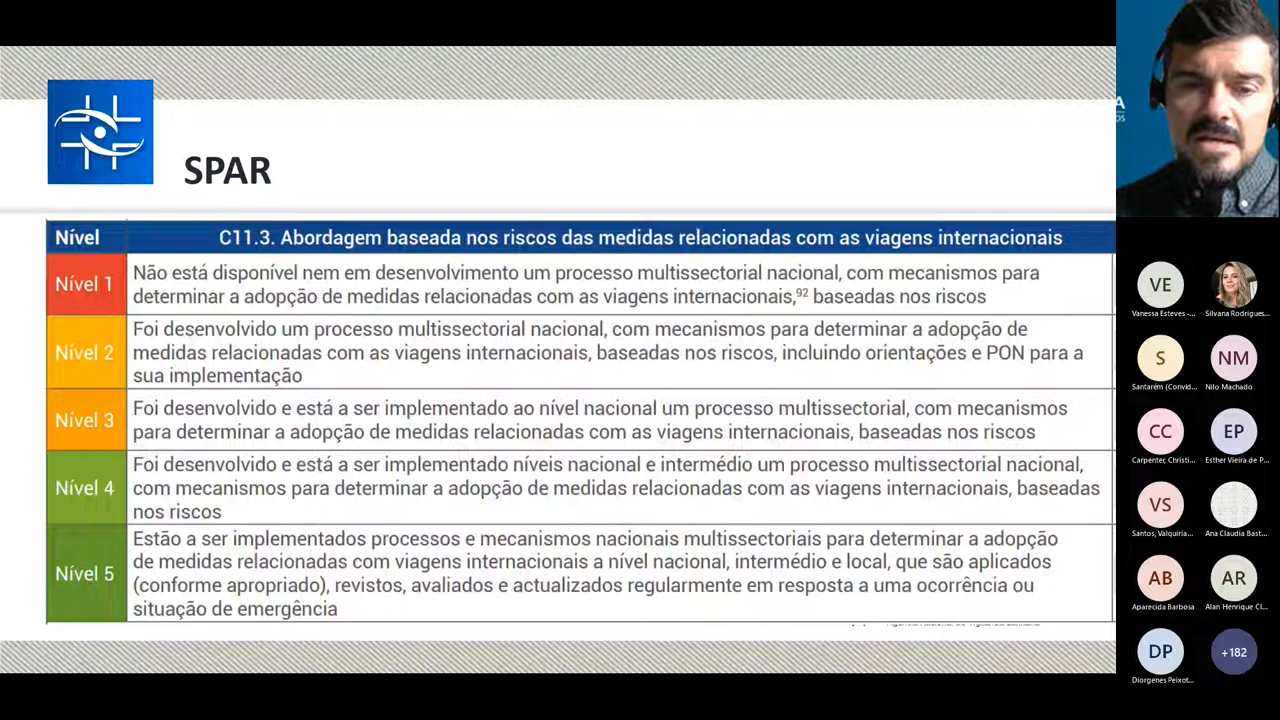 SPAR
Nível
C11.3. Abordagem baseada nos riscos das medidas relacionadas com as viagens internacionais
Nível 1
Não está disponível nem em desenvolvimento um processo multissectorial nacional, com mecanismos para
determinar a adopção de medidas relacionadas com as viagens internacionais,92 baseadas nos riscos
Nível 2
Foi desenvolvido um processo multissectorial nacional, com mecanismos para determinar a adopção de
medidas relacionadas com as viagens internacionais, baseadas nos riscos, incluindo orientações e PON para a
sua implementação
Nível 3
Foi desenvolvido e está a ser implementado ao nível nacional um processo multissectorial, com mecanismos
para determinar a adopção de medidas relacionadas com as viagens internacionais, baseadas nos riscos
Nível 4
Foi desenvolvido e está a ser implementado níveis nacional e intermédio um processo multissectorial nacional,
com mecanismos para determinar a adopção de medidas relacionadas com as viagens internacionais, baseadas
nos riscos
Nível 5
Estão a ser implementados processos e mecanismos nacionais multissectoriais para determinar a adopção
de medidas relacionadas com viagens internacionais a nível nacional, intermédio e local, que são aplicados
(conforme apropriado), revistos, avaliados e actualizados regularmente em resposta a uma ocorrência ou
situação de emergência
VE
Vanessa Esteves -...
Silvana Rodrigues...
S
Santarém (Convid...
NM
Nilo Machado
CC
Carpenter, Christi...
EP
Esther Vieira de P...
VS
Santos, Valquiria...
Ana Claudia Bast...
AB
Aparecida Barbosa
AR
Alan Henrique Cl...
DP
Diorgenes Peixot...
+182